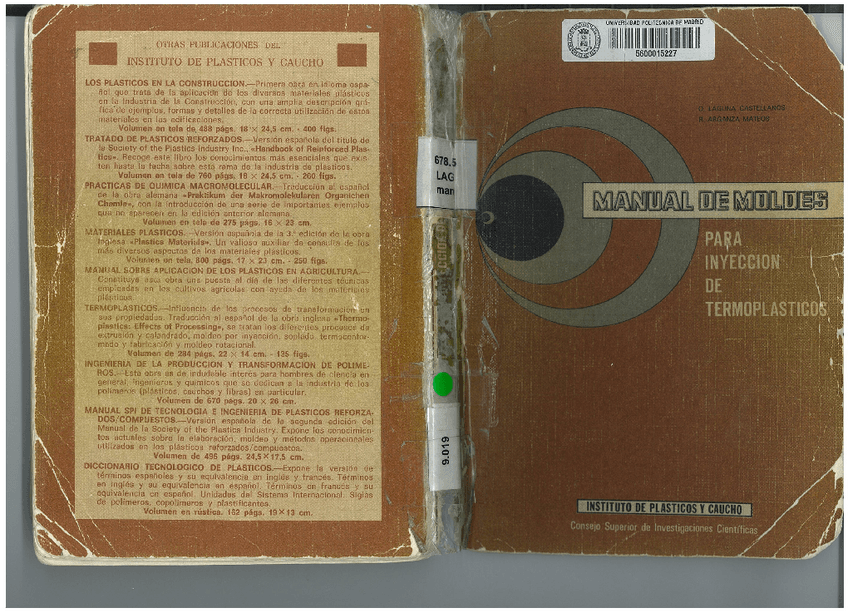 OTRAS PUBLICACIONES DEL
INSTITUTO DE PLASTICOS Y CAUCHO
LOS PLASTICOS EN LA CONSTRUCCION.—Primera obra en idioma espa-
ñol que trata de la aplicación de los diversos materiales plásticos
en la Industria de la Construcción, con una amplia descripción grá-
fica de ejemplos, formas y detalles de la correcta utilización de estos
materiales en las edificaciones.
Volumen en tela de 488 págs. 18 × 24,5 cm. - 400 figs.
TRATADO DE PLASTICOS REFORZADOS.—Versión española del título de
la Society of the Plastics Industry Inc., «Handbook of Reinforced Plas-
tics». Recoge este libro los conocimientos más esenciales que exis-
ten hasta la fecha sobre esta rama de la industria de plásticos.
Volumen en tela de 760 págs. 16 × 24,5 cm. - 260 figs.
PRACTICAS DE QUIMICA MACROMOLECULAR.—Traducción al español
de la obra alemana «Praktikum der Makromolekularen Organichen
Chemie», con la introducción de una serie de importantes ejemplos
que no aparecen en la edición anterior alemana.
Volumen en tela de 275 págs. 16 × 23 cm.
MATERIALES PLASTICOS.—Versión española de la 3.ª edición de la obra
inglesa «Plastics Materials». Un valioso auxiliar de consulta de los
más diversos aspectos de los materiales plásticos.
Volumen en tela, 800 págs. 17 × 23 cm. - 250 figs.
MANUAL SOBRE APLICACION DE LOS PLASTICOS EN AGRICULTURA.—
Constituye esta obra una puesta al día de las diferentes técnicas
empleadas en los cultivos agrícolas con ayuda de los materiales
plásticos.
TERMOPLASTICOS.—Influencia de los procesos de transformación en
sus propiedades. Traducción al español de la obra inglesa «Thermo-
plastics: Effects of Processing», se tratan los diferentes procesos de
extrusión y calandrado, moldeo por inyección, soplado, termoconfor-
mado y fabricación y moldeo rotacional.
Volumen de 284 págs. 22 × 14 cm. - 135 figs.
INGENIERIA DE LA PRODUCCION Y TRANSFORMACION DE POLIME-
ROS.—Esta obra es de indudable interés para hombres de ciencia en
general, ingenieros y químicos que se dedican a la industria de los
polímeros (plásticos, cauchos y fibras) en particular.
Volumen de 670 págs. 20 × 26 cm.
MANUAL SPI DE TECNOLOGIA E INGENIERIA DE PLASTICOS REFORZA-
DOS/COMPUESTOS.—Versión española de la segunda edición del
Manual de la Society of the Plastics Industry. Expone los conocimien-
tos actuales sobre la elaboración, moldeo y métodos operacionales
utilizados en los plásticos reforzados/compuestos.
Volumen de 495 págs. 24,5 × 17,5 cm.
DICCIONARIO TECNOLOGICO DE PLASTICOS.—Expone la versión de
términos españoles y su equivalencia en inglés y francés. Términos
en inglés y su equivalencia en español. Términos en francés y su
equivalencia en español. Unidades del Sistema Internacional. Siglas
de polímeros, copolímeros y plastificantes.
Volumen en rústica. 162 págs. 19 × 13 cm.
678.5
LAG
man
9.019
UNIVERSIDAD POLITECNICA DE MADRID
5600015227
O. LAGUNA CASTELLANOS
MATEOS
MANUAL DE MOLDES
PARA
INYECCION
DE
TERMOPLASTICOS
INSTITUTO DE PLASTICOS Y CAUCHO
Consejo Superior de Investigaciones Científicas